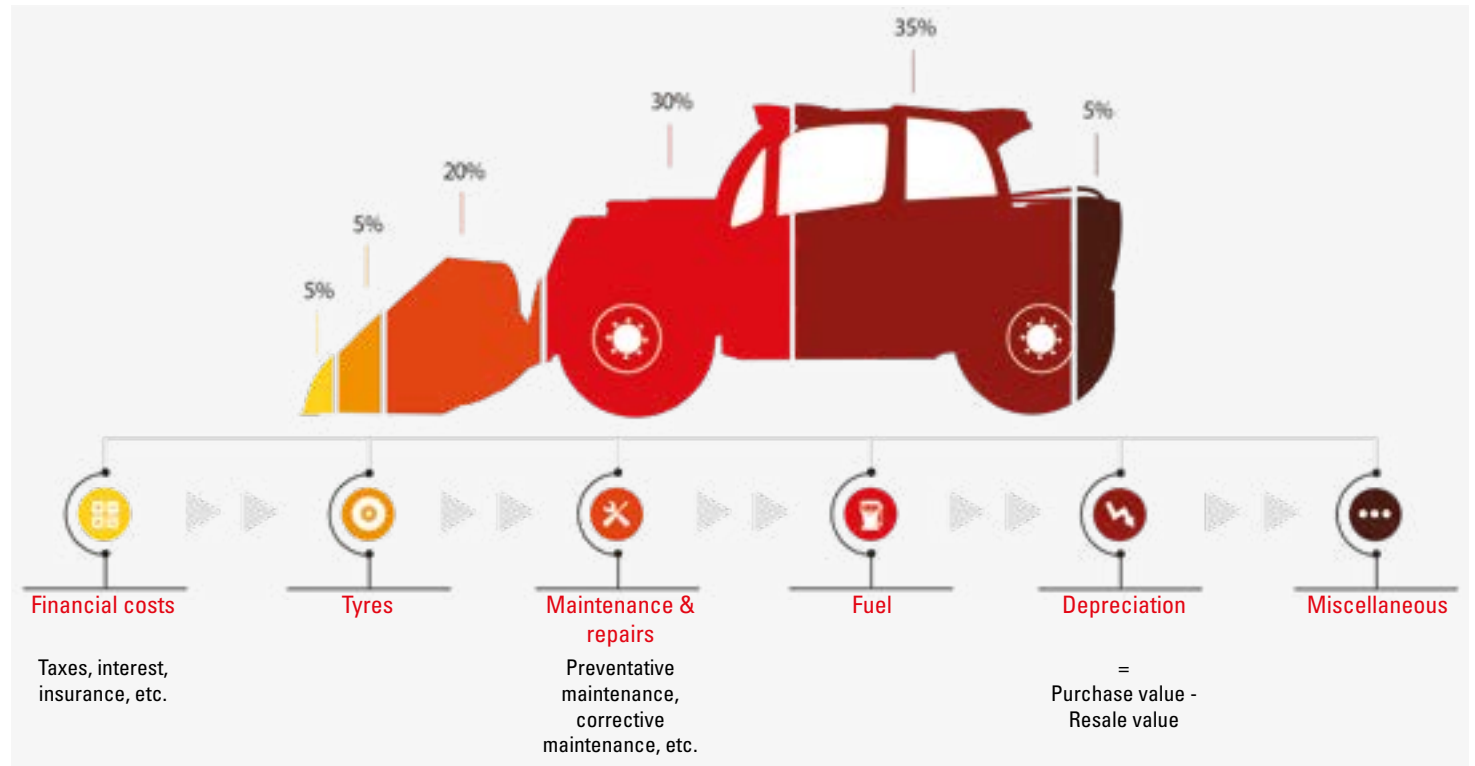 35%
30%
5%
20%
5%
5%
Financial costs
Tyres
Maintenance &
repairs
Fuel
Depreciation
Miscellaneous
Taxes, interest,
insurance, etc.
Preventative
maintenance,
corrective
maintenance, etc.
=
Purchase value -
Resale value